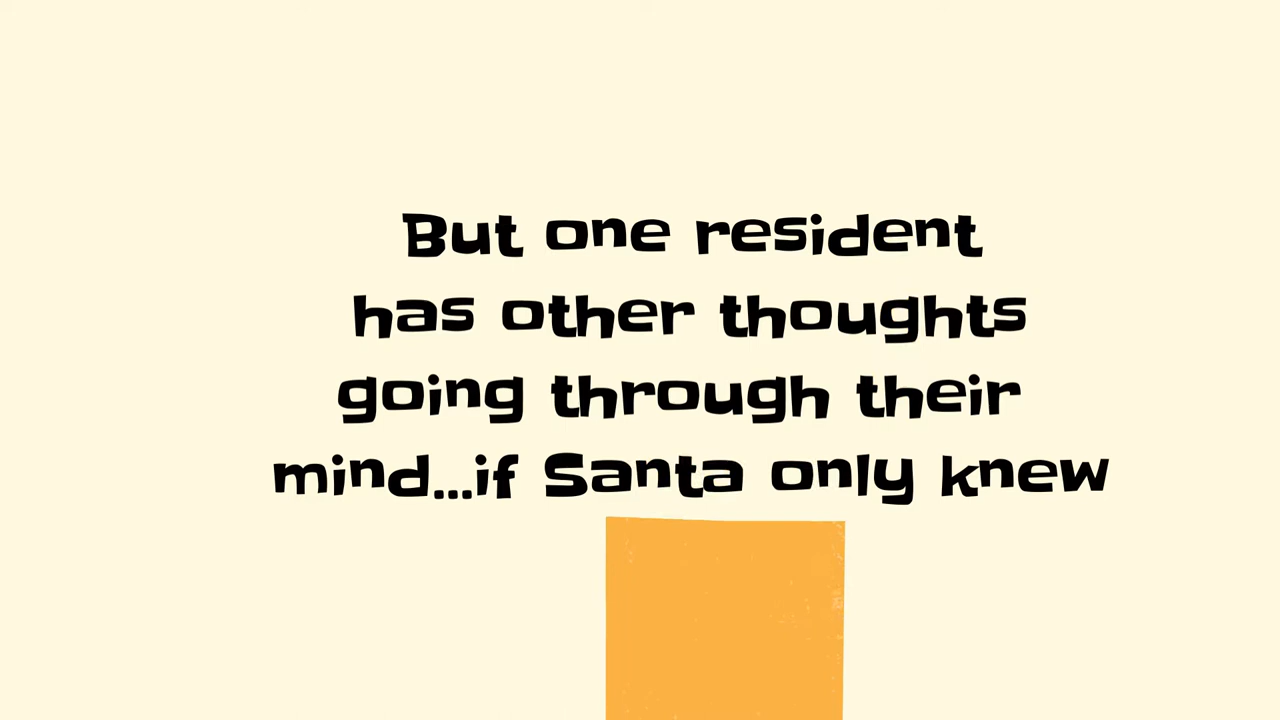 But one resident
has other thoughts
going through their
mind...if Santa only knew